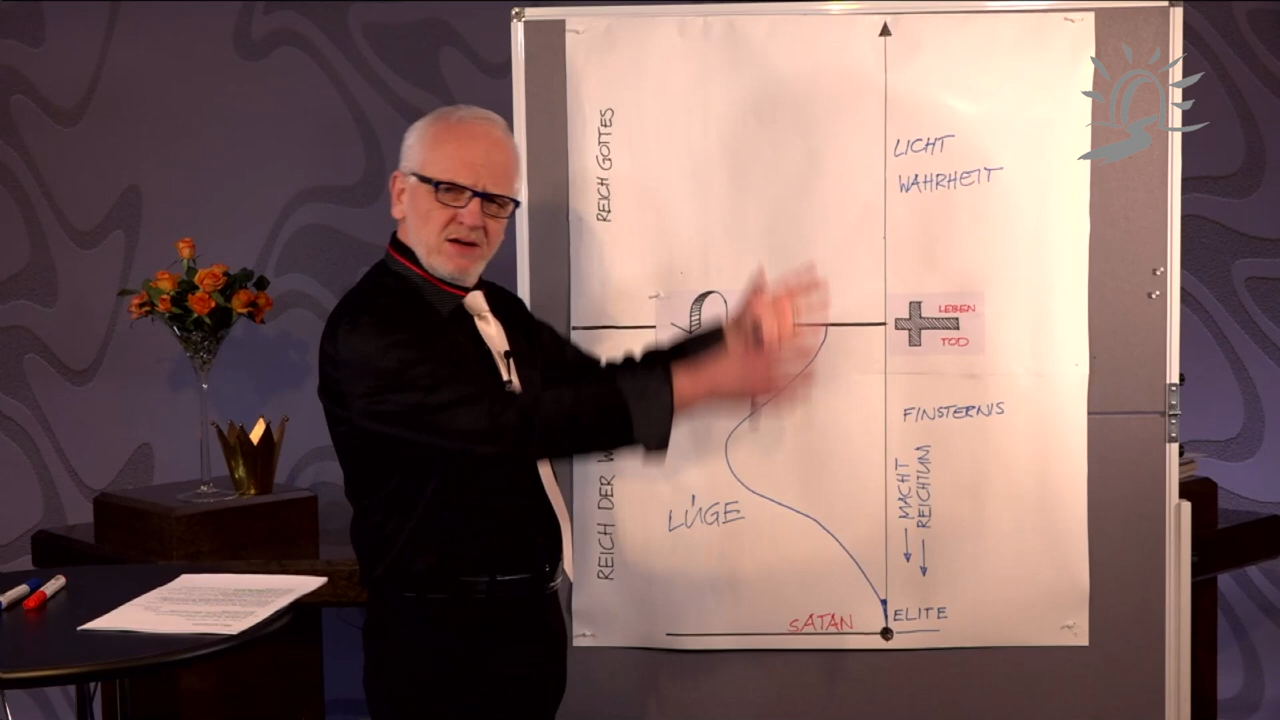 REICH GOTTES
LICHT
WAHRHEIT
LEBEN
TOD
FINSTERNIS
MACHT
REICHTUM
REICH DER W
LÜGE
SATAN
ELITE